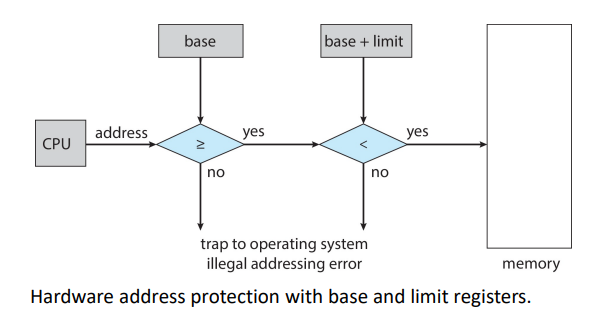 base
base + limit
CPU
address
≥
yes
<
yes
no
no
trap to operating system
illegal addressing error
memory
Hardware address protection with base and limit registers.